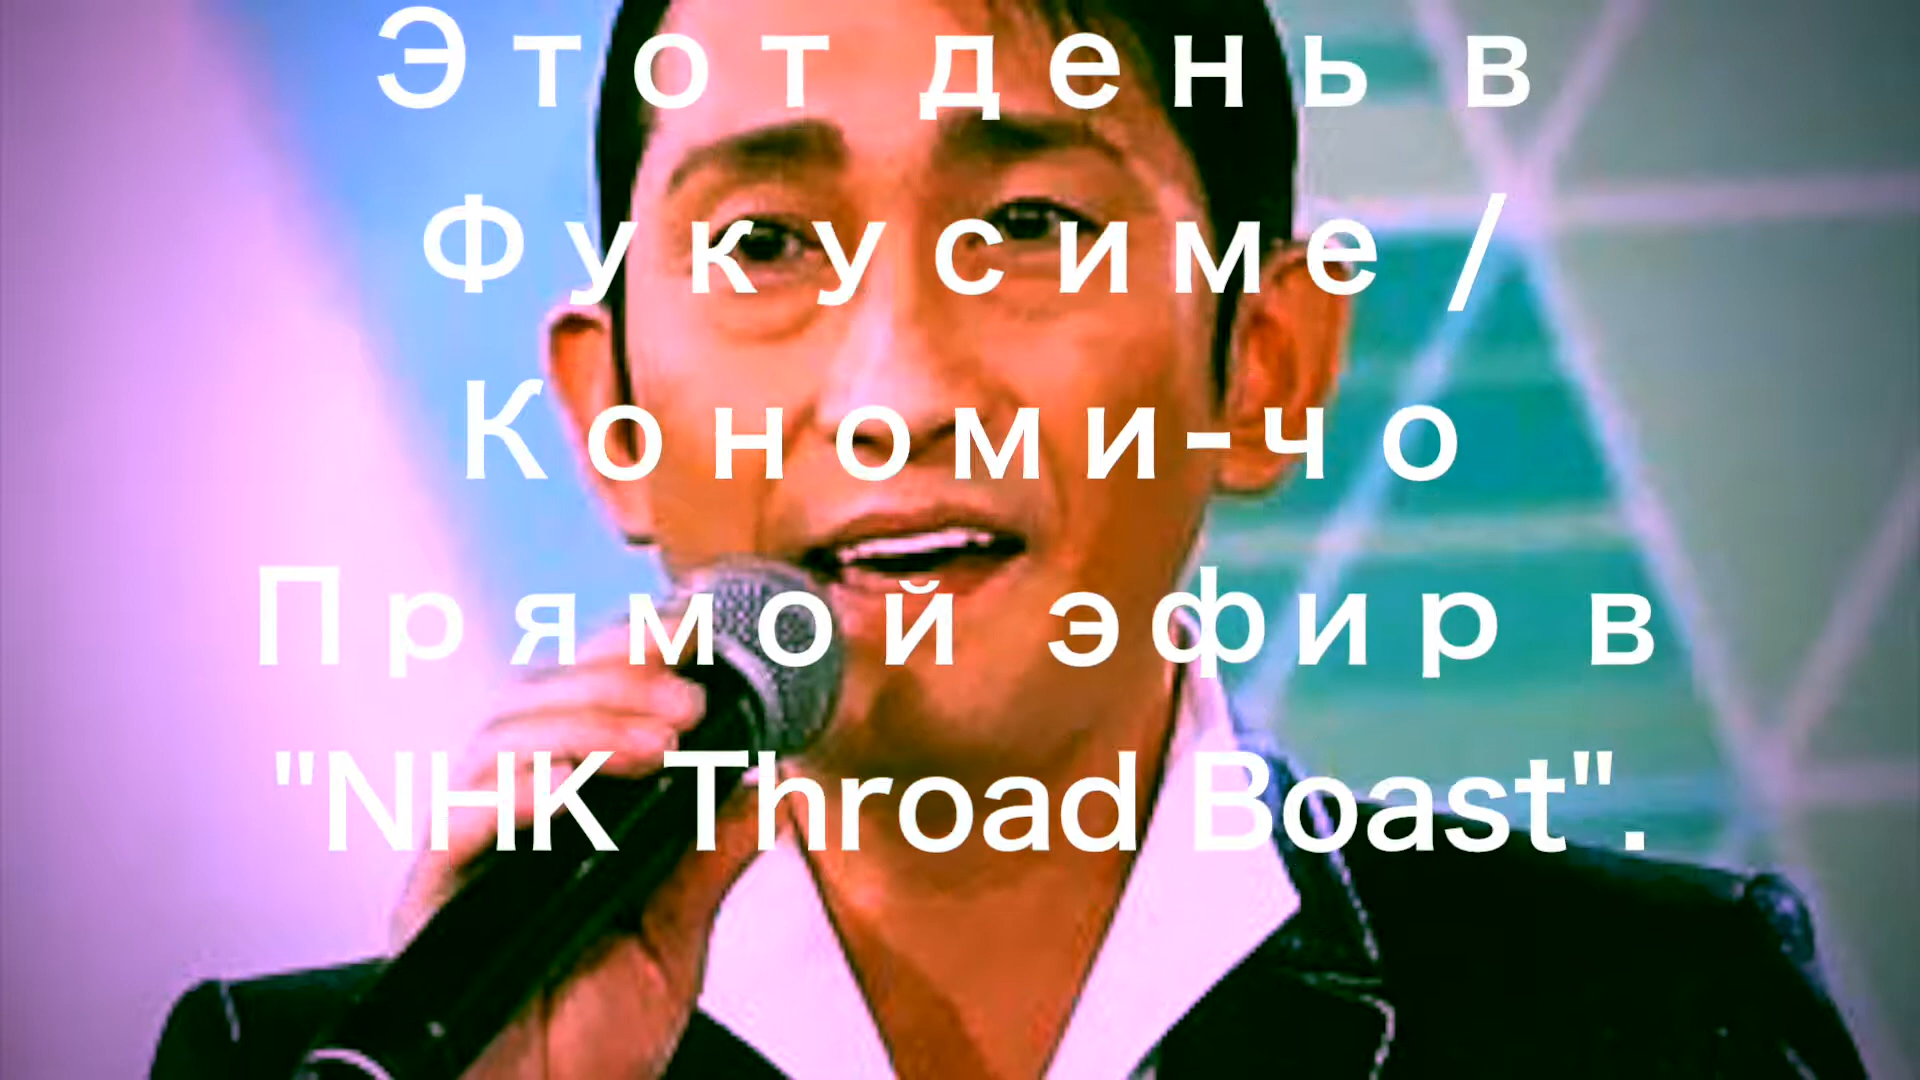 Этот день в
Фукусиме /
Кономи-чо
Прямой эфир в
"NHK Throad Boast".